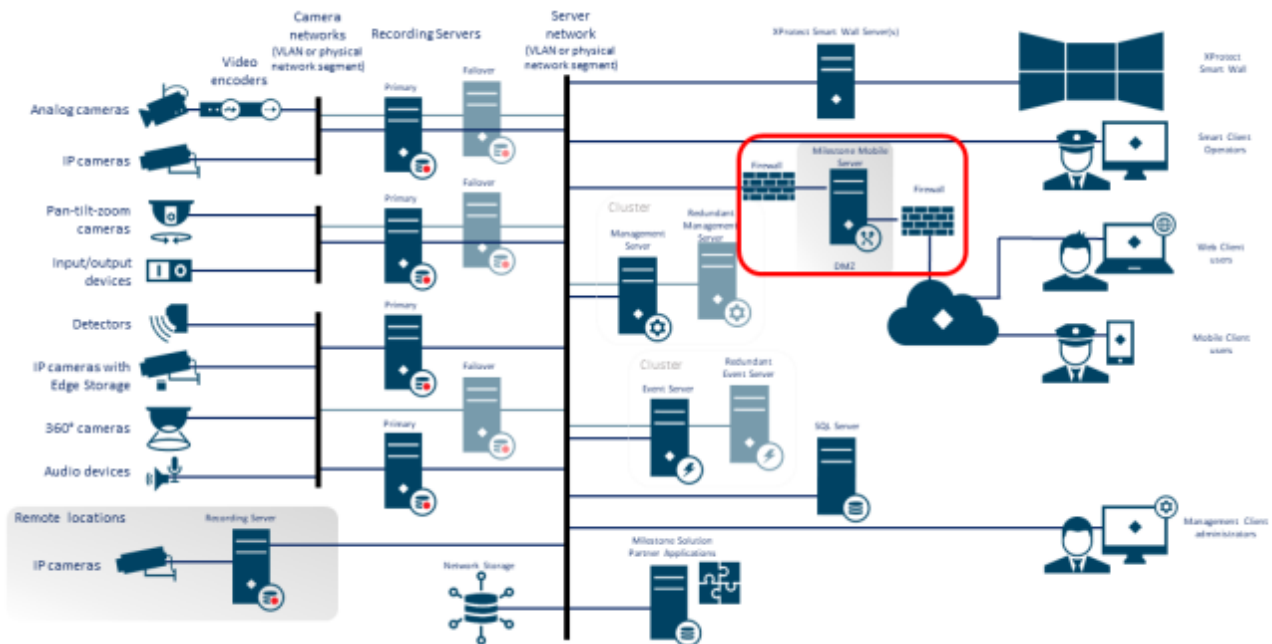 Camera
networks
(VLAN or physical
network segment)
Recording Servers
Server
network
(VLAN or physical
network segment)
XProtect Smart Wall Server(s)
XProtect
Smart Wall
Video
encoders
Primary
Failover
Analog cameras
IP cameras
Smart Client
Operators
Firewall
Milestone Mobile
Server
Firewall
DMZ
Pan-tilt-zoom
cameras
Primary
Failover
Input/output
devices
Cluster
Management
Server
Redundant
Management
Server
Web Client
users
Detectors
Primary
Mobile Client
users
IP cameras with
Edge Storage
Failover
Cluster
Event Server
Redundant
Event Server
360° cameras
Primary
SQL Server
Audio devices
Remote locations
Recording Server
IP cameras
Management Client
administrators
Network Storage
Milestone Solution
Partner Applications